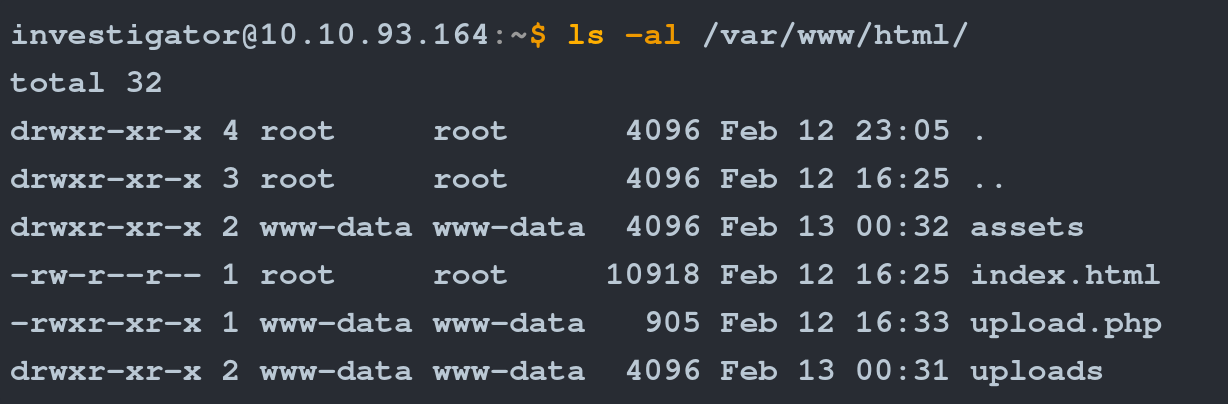 investigator@10.10.93.164:~$ ls -al /var/www/html/
total 32
drwxr-xr-x 4 root     root      4096 Feb 12 23:05 .
drwxr-xr-x 3 root     root      4096 Feb 12 16:25 ..
drwxr-xr-x 2 www-data www-data  4096 Feb 13 00:32 assets
-rw-r--r-- 1 root     root     10918 Feb 12 16:25 index.html
-rwxr-xr-x 1 www-data www-data   905 Feb 12 16:33 upload.php
drwxr-xr-x 2 www-data www-data  4096 Feb 13 00:31 uploads